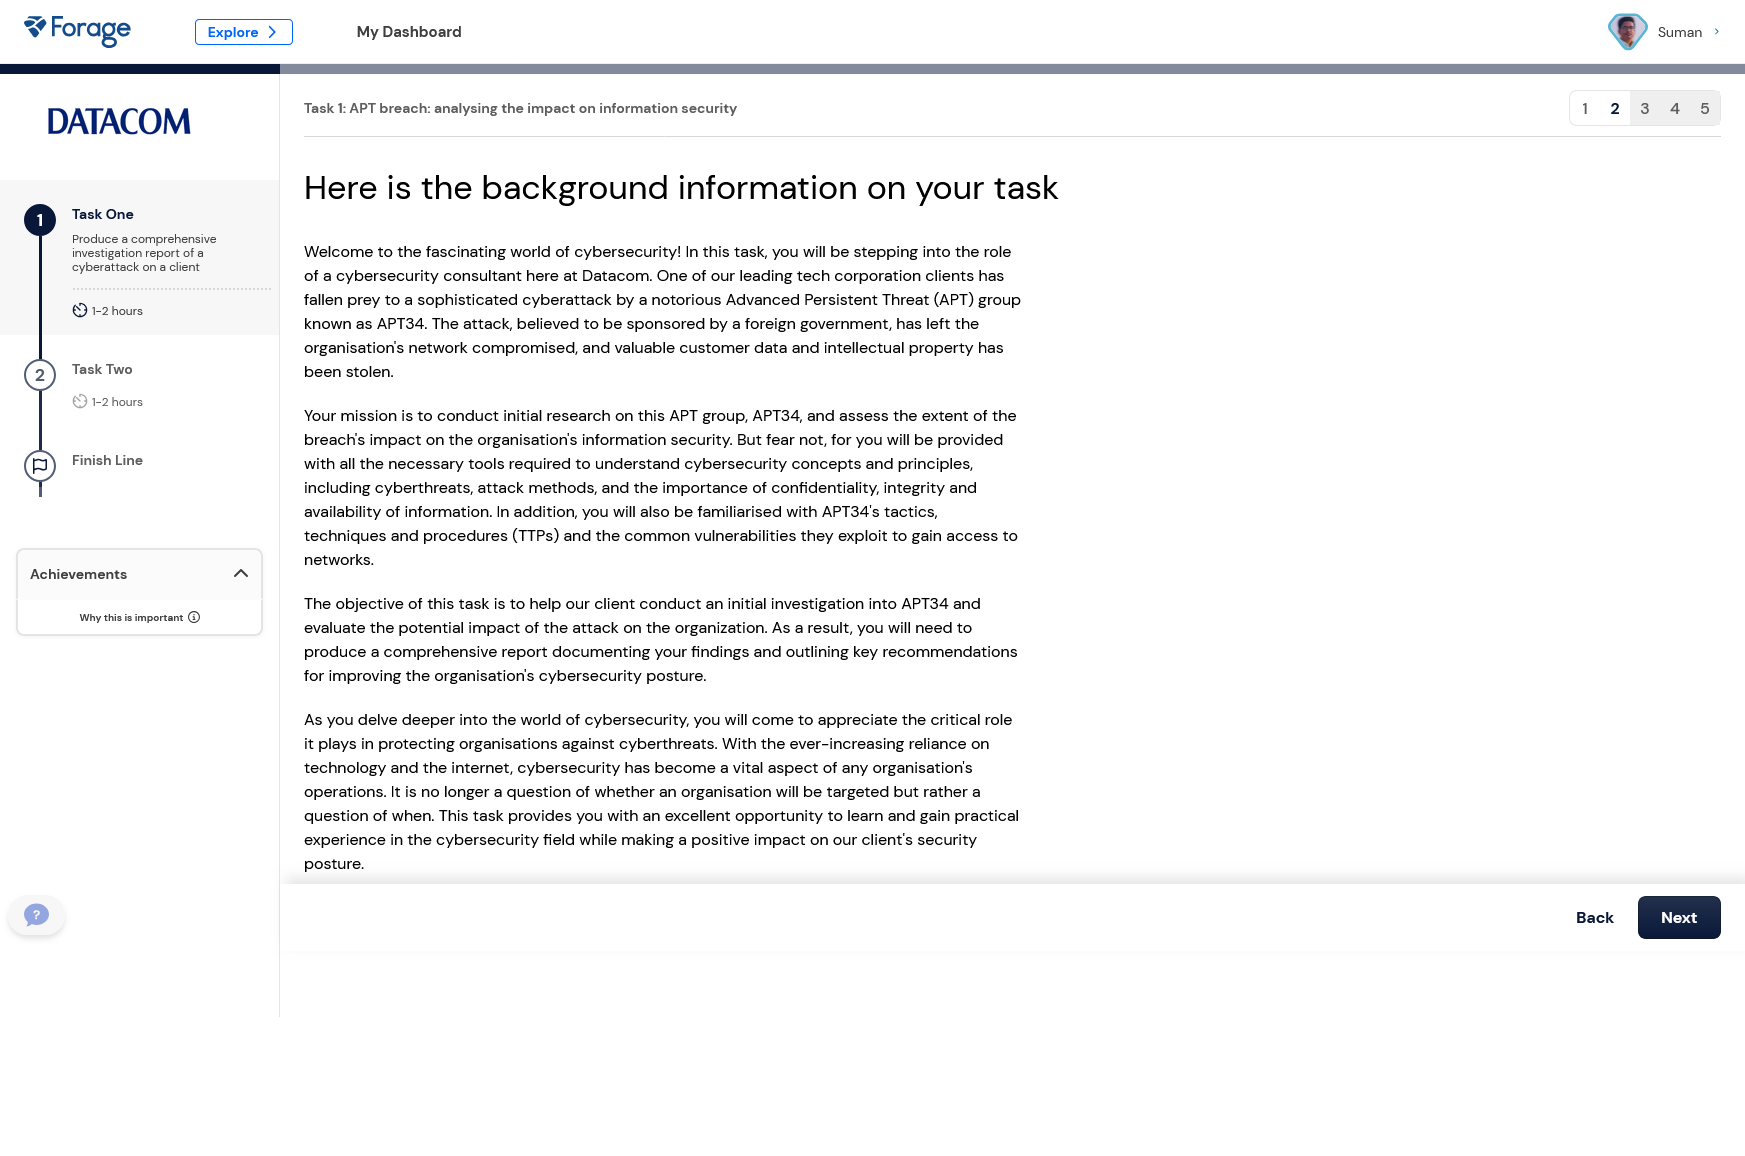 Forage
Explore
My Dashboard
Suman
DATACOM
1
Task One
Produce a comprehensive
investigation report of a
cyberattack on a client
1-2 hours
2
Task Two
1-2 hours
Finish Line
Achievements
Why this is important
?
Task 1: APT breach: analysing the impact on information security
1 2 3 4 5
Here is the background information on your task
Welcome to the fascinating world of cybersecurity! In this task, you will be stepping into the role
of a cybersecurity consultant here at Datacom. One of our leading tech corporation clients has
fallen prey to a sophisticated cyberattack by a notorious Advanced Persistent Threat (APT) group
known as APT34. The attack, believed to be sponsored by a foreign government, has left the
organisation's network compromised, and valuable customer data and intellectual property has
been stolen.
Your mission is to conduct initial research on this APT group, APT34, and assess the extent of the
breach's impact on the organisation's information security. But fear not, for you will be provided
with all the necessary tools required to understand cybersecurity concepts and principles,
including cyberthreats, attack methods, and the importance of confidentiality, integrity and
availability of information. In addition, you will also be familiarised with APT34's tactics,
techniques and procedures (TTPs) and the common vulnerabilities they exploit to gain access to
networks.
The objective of this task is to help our client conduct an initial investigation into APT34 and
evaluate the potential impact of the attack on the organization. As a result, you will need to
produce a comprehensive report documenting your findings and outlining key recommendations
for improving the organisation's cybersecurity posture.
As you delve deeper into the world of cybersecurity, you will come to appreciate the critical role
it plays in protecting organisations against cyberthreats. With the ever-increasing reliance on
technology and the internet, cybersecurity has become a vital aspect of any organisation's
operations. It is no longer a question of whether an organisation will be targeted but rather a
question of when. This task provides you with an excellent opportunity to learn and gain practical
experience in the cybersecurity field while making a positive impact on our client's security
posture.
Back
Next